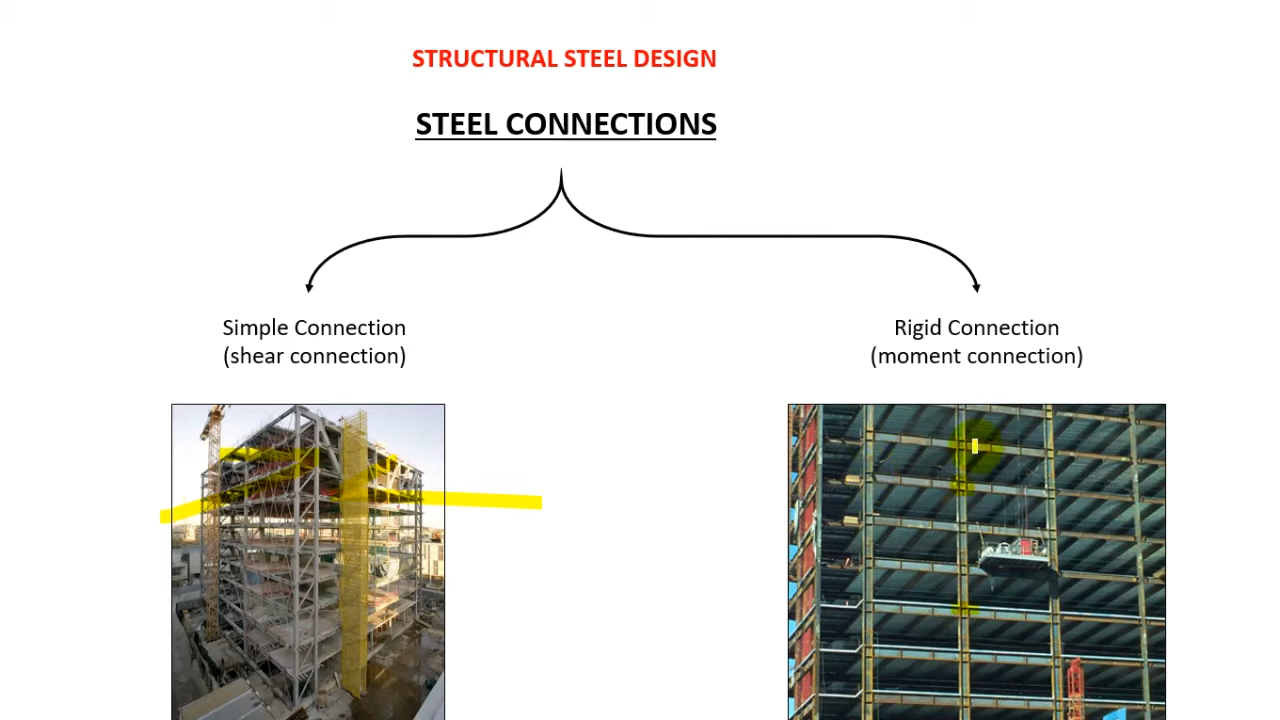 STRUCTURAL STEEL DESIGN
STEEL CONNECTIONS
Simple Connection
(shear connection)
Rigid Connection
(moment connection)